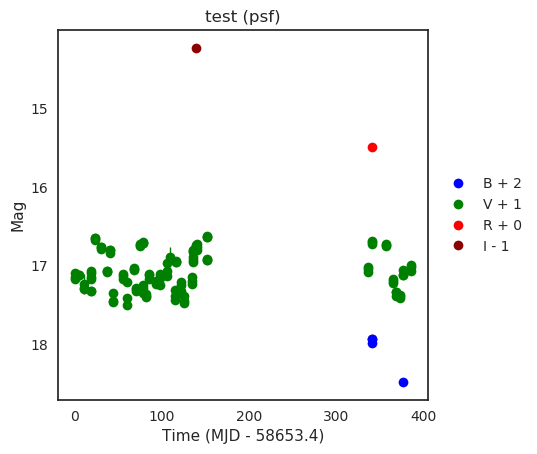 test (psf)
15
16
17
18
Mag
0
100
200
300
400
Time (MJD - 58653.4)
B + 2
V + 1
R + 0
I - 1